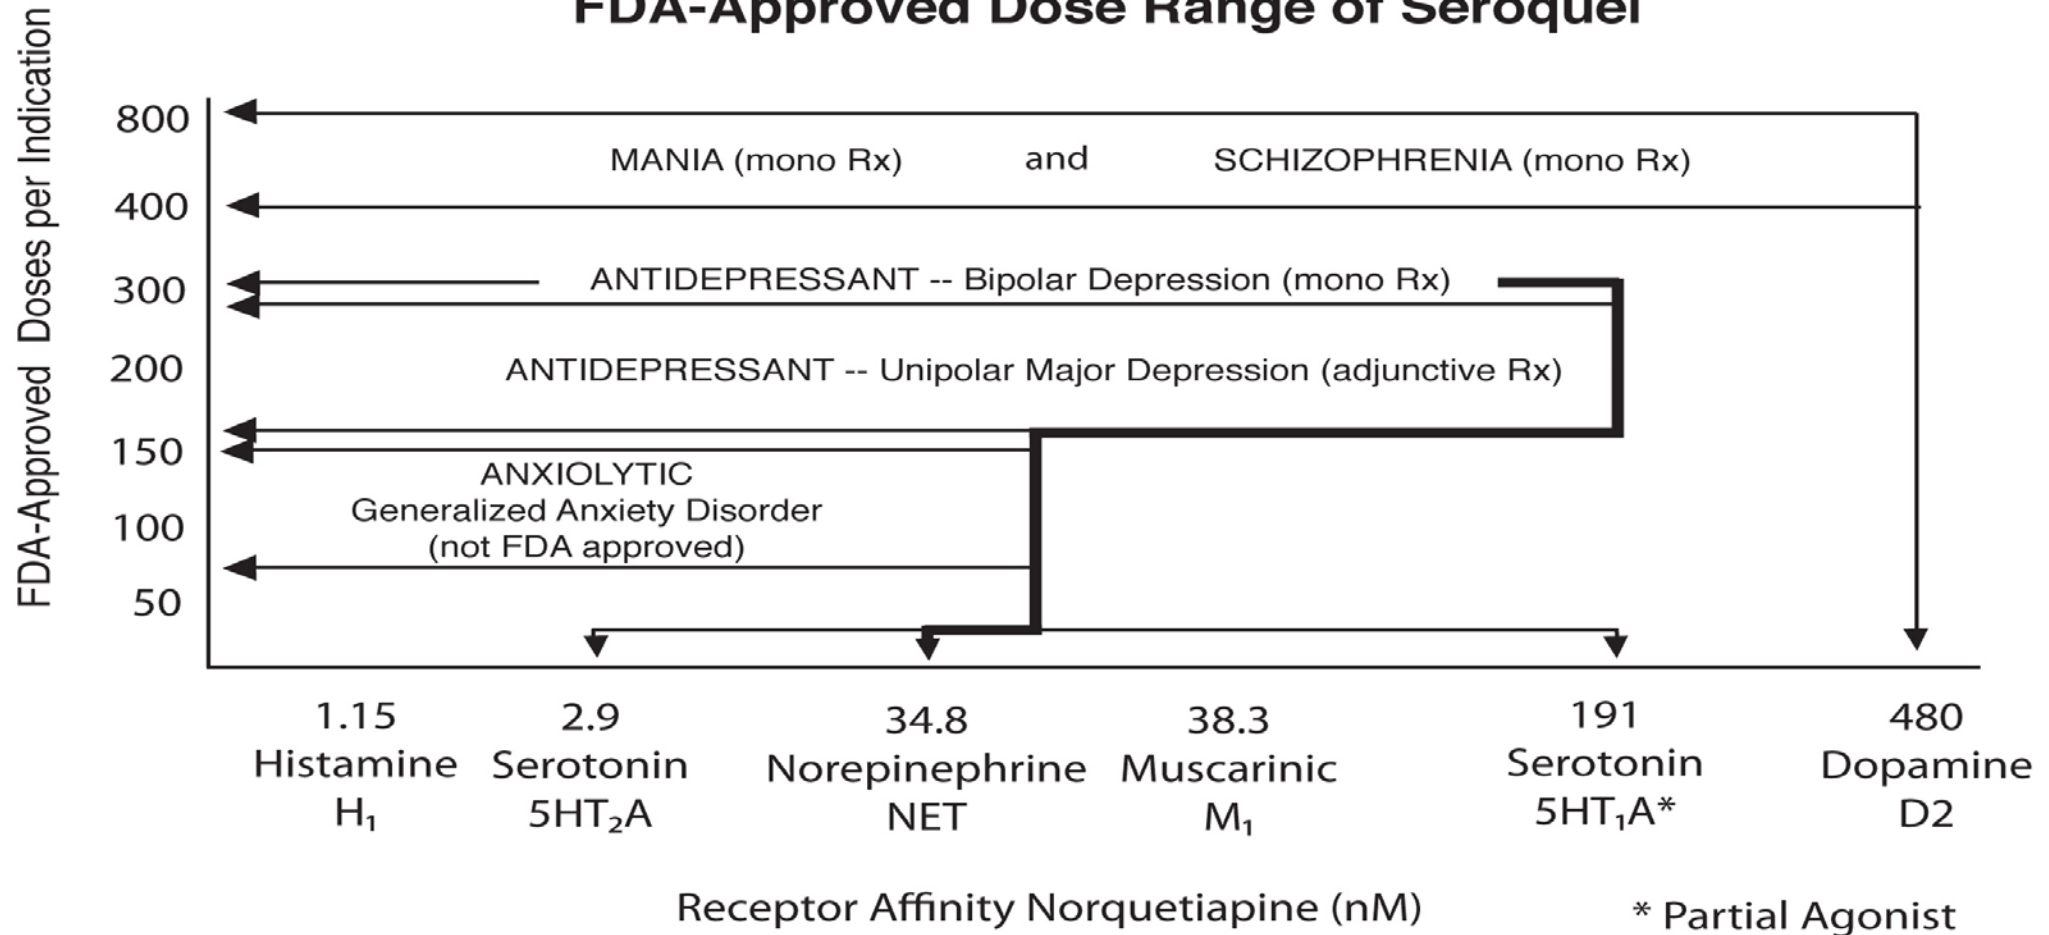 FDA-Approved Dose Range of Seroquel
FDA-Approved Doses per Indication
800
MANIA (mono Rx) and SCHIZOPHRENIA (mono Rx)
400
300
ANTIDEPRESSANT -- Bipolar Depression (mono Rx)
200
ANTIDEPRESSANT -- Unipolar Major Depression (adjunctive Rx)
150
ANXIOLYTIC
Generalized Anxiety Disorder
100
(not FDA approved)
50
1.15 2.9 34.8 38.3 191 480
Histamine Serotonin Norepinephrine Muscarinic Serotonin Dopamine
H₁ 5HT₂A NET M₁ 5HT₁A* D2
Receptor Affinity Norquetiapine (nM)
* Partial Agonist